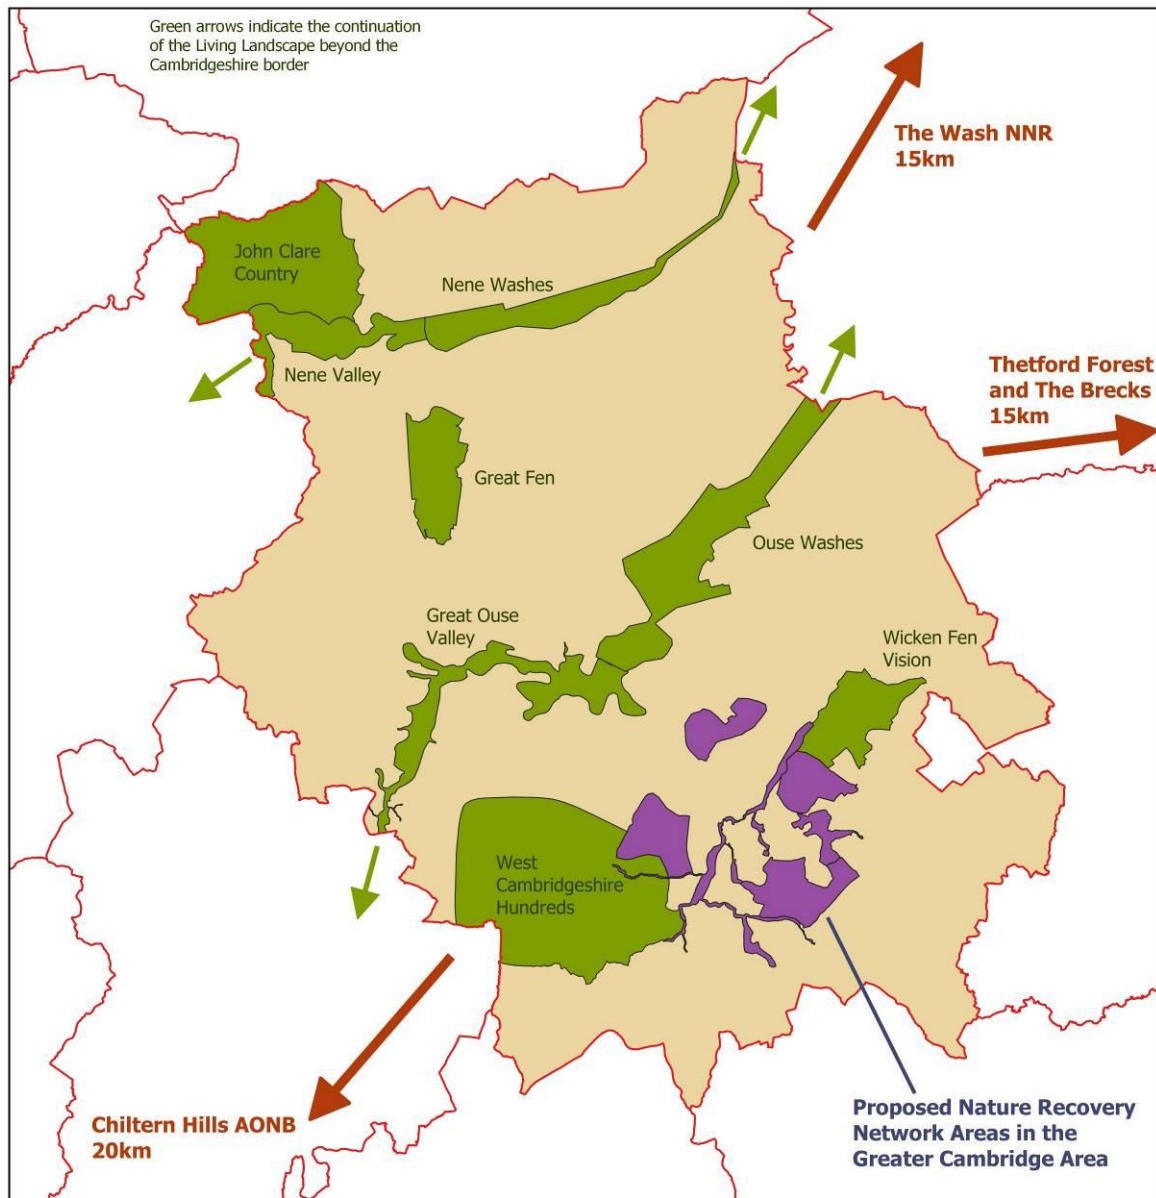 Green arrows indicate the continuation
of the Living Landscape beyond the
Cambridgeshire border
The Wash NNR
15km
John Clare
Country
Nene Washes
Nene Valley
Thetford Forest
and The Brecks
15km
Great Fen
Ouse Washes
Great Ouse
Valley
Wicken Fen
Vision
West
Cambridgeshire
Hundreds
Chiltern Hills AONB
20km
Proposed Nature Recovery
Network Areas in the
Greater Cambridge Area